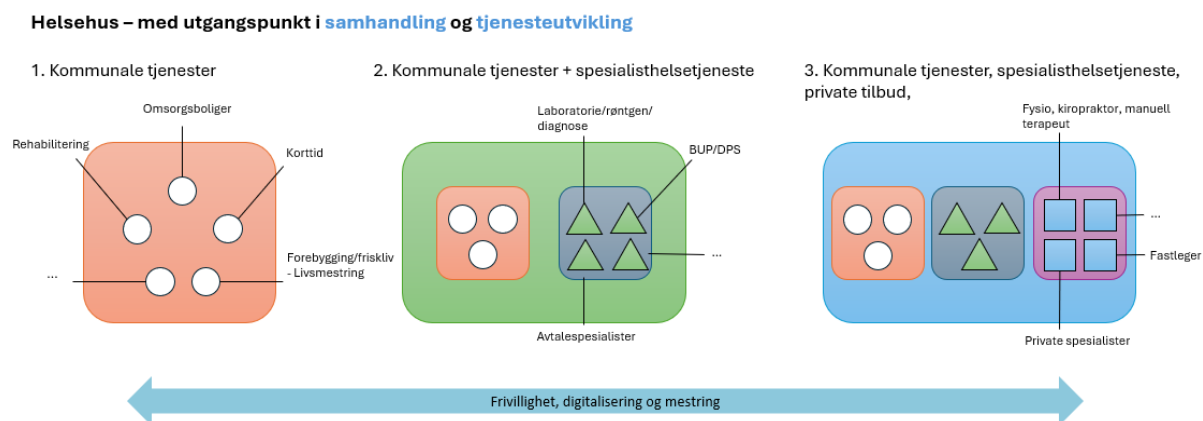 Helsehus – med utgangspunkt i samhandling og tjenesteutvikling
1. Kommunale tjenester
Omsorgsboliger
Rehabilitering
Korttid
...
Forebygging/friskliv
- Livsmestring
2. Kommunale tjenester + spesialisthelsetjeneste
Laboratorie/røntgen/
diagnose
BUP/DPS
...
Avtalespesialister
3. Kommunale tjenester, spesialisthelsetjeneste,
private tilbud,
Fysio, kiropraktor, manuell
terapeut
...
Fastleger
Private spesialister
Frivillighet, digitalisering og mestring